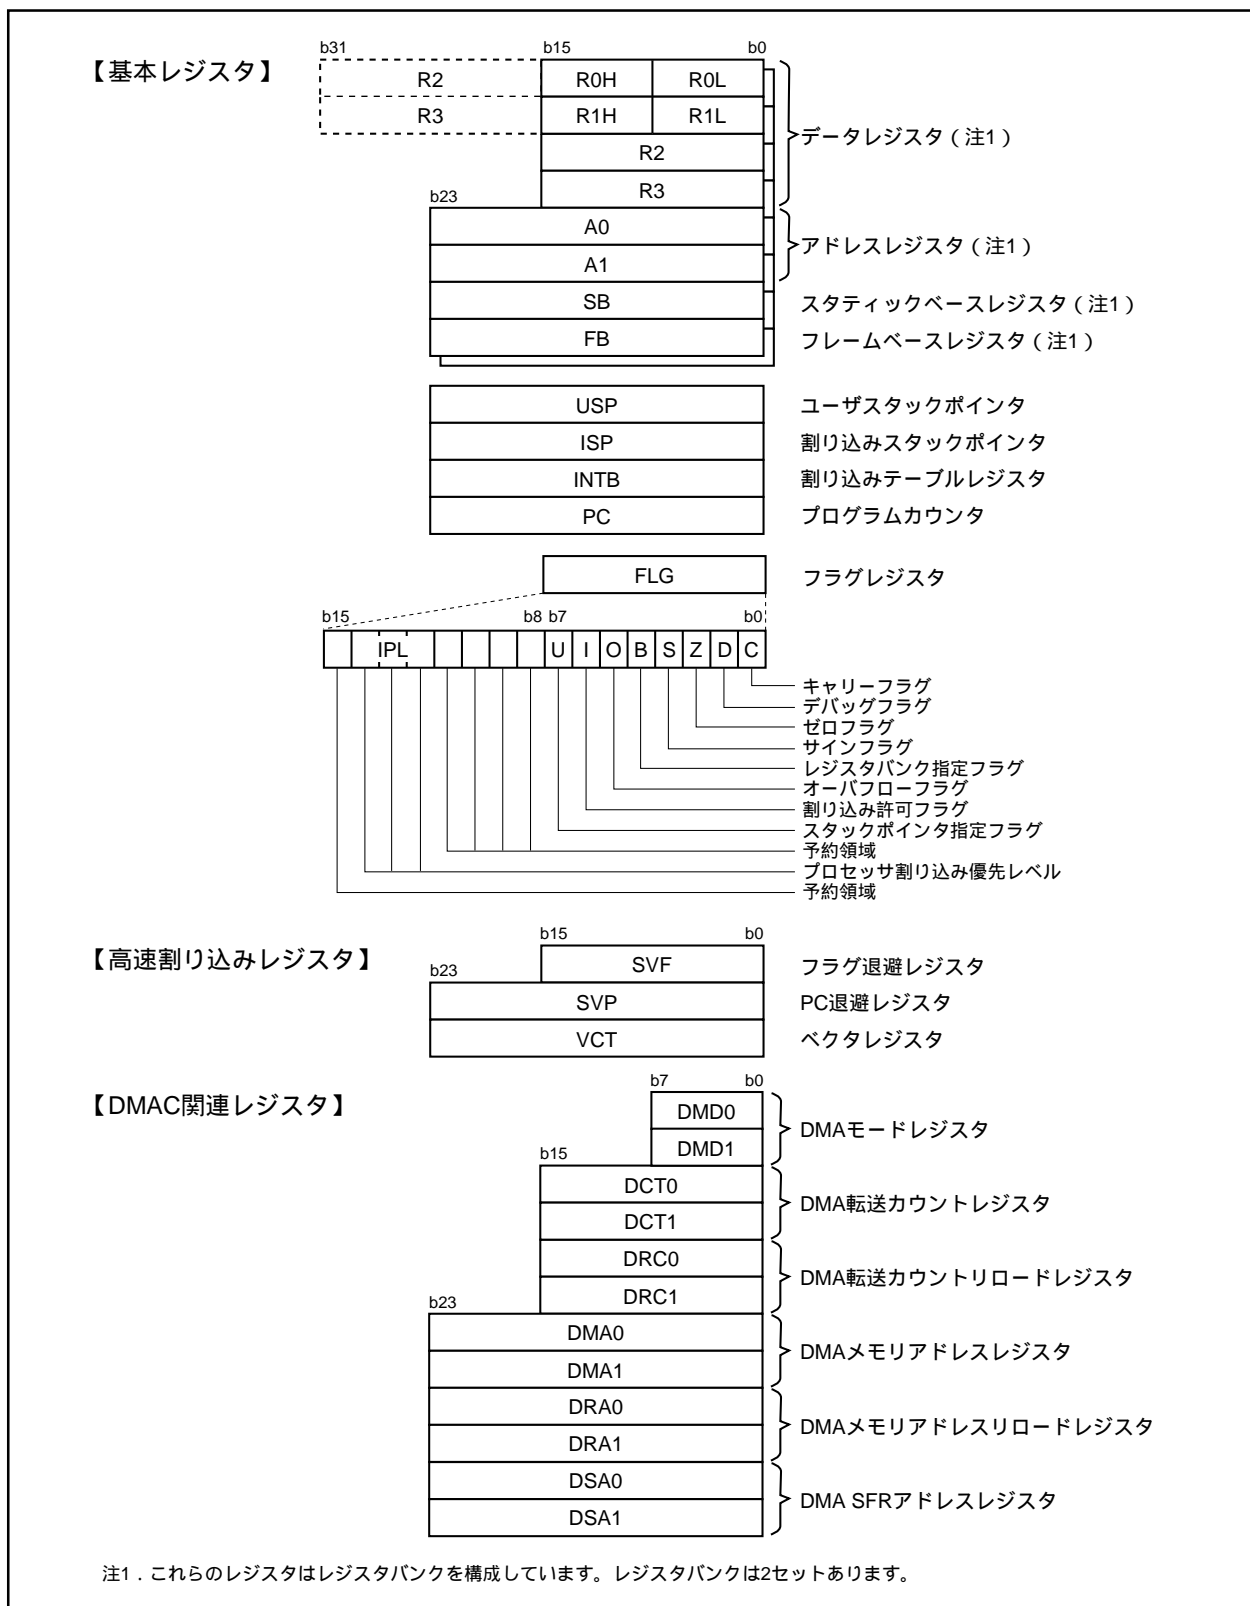 b31 b15 b0
【基本レジスタ】 R2 R0H R0L
R3 R1H R1L
データレジスタ（注1）
R2
R3
b23
A0
アドレスレジスタ（注1）
A1
SB スタティックベースレジスタ（注1）
FB フレームベースレジスタ（注1）
USP ユーザスタックポインタ
ISP 割り込みスタックポインタ
INTB 割り込みテーブルレジスタ
PC プログラムカウンタ
FLG フラグレジスタ
b15 b8 b7 b0
IPL U I O B S Z D C
キャリーフラグ
デバッグフラグ
ゼロフラグ
サインフラグ
レジスタバンク指定フラグ
オーバフローフラグ
割り込み許可フラグ
スタックポインタ指定フラグ
予約領域
プロセッサ割り込み優先レベル
予約領域
b15 b0
【高速割り込みレジスタ】 SVF フラグ退避レジスタ
b23
SVP PC退避レジスタ
VCT ベクタレジスタ
b7 b0
【DMAC関連レジスタ】 DMD0
DMAモードレジスタ
DMD1
b15
DCT0
DMA転送カウントレジスタ
DCT1
DRC0
DMA転送カウントリロードレジスタ
DRC1
b23
DMA0
DMAメモリアドレスレジスタ
DMA1
DRA0
DMAメモリアドレスリロードレジスタ
DRA1
DSA0
DMA SFRアドレスレジスタ
DSA1
注1．これらのレジスタはレジスタバンクを構成しています。レジスタバンクは2セットあります。